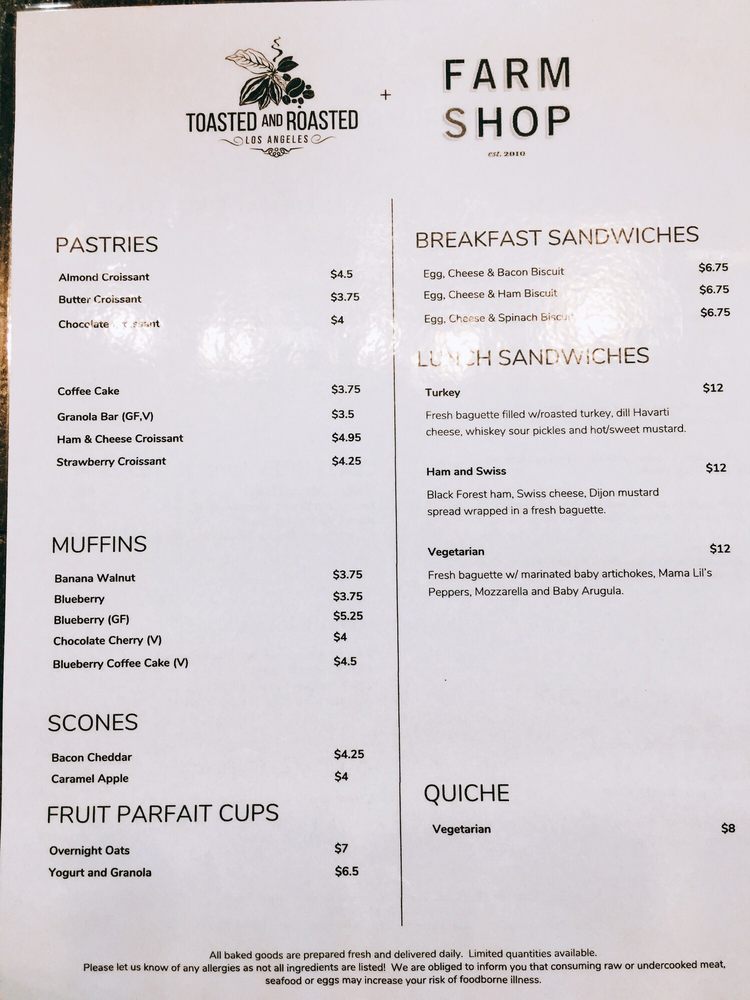 TOASTED AND ROASTED
LOS ANGELES
+
FARM
SHOP
est. 2010
PASTRIES
Almond Croissant $4.5
Butter Croissant $3.75
Chocolate Croissant $4
Coffee Cake $3.75
Granola Bar (GF,V) $3.5
Ham & Cheese Croissant $4.95
Strawberry Croissant $4.25
MUFFINS
Banana Walnut $3.75
Blueberry $3.75
Blueberry (GF) $5.25
Chocolate Cherry (V) $4
Blueberry Coffee Cake (V) $4.5
SCONES
Bacon Cheddar $4.25
Caramel Apple $4
FRUIT PARFAIT CUPS
Overnight Oats $7
Yogurt and Granola $6.5
BREAKFAST SANDWICHES
Egg, Cheese & Bacon Biscuit $6.75
Egg, Cheese & Ham Biscuit $6.75
Egg, Cheese & Spinach Biscuit $6.75
LUNCH SANDWICHES
Turkey $12
Fresh baguette filled w/roasted turkey, dill Havarti
cheese, whiskey sour pickles and hot/sweet mustard.
Ham and Swiss $12
Black Forest ham, Swiss cheese, Dijon mustard
spread wrapped in a fresh baguette.
Vegetarian $12
Fresh baguette w/ marinated baby artichokes, Mama Lil's
Peppers, Mozzarella and Baby Arugula.
QUICHE
Vegetarian $8
All baked goods are prepared fresh and delivered daily. Limited quantities available.
Please let us know of any allergies as not all ingredients are listed! We are obliged to inform you that consuming raw or undercooked meat,
seafood or eggs may increase your risk of foodborne illness.